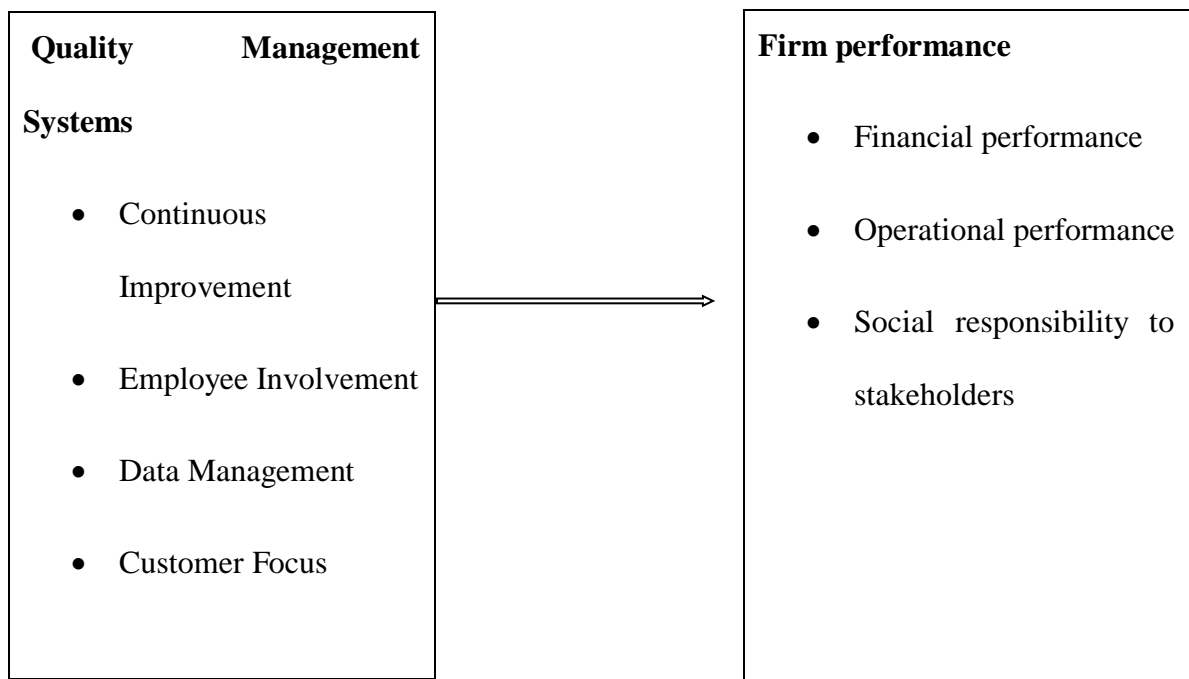 Quality Management
Systems
• Continuous
Improvement
• Employee Involvement
• Data Management
• Customer Focus
Firm performance
• Financial performance
• Operational performance
• Social responsibility to
stakeholders